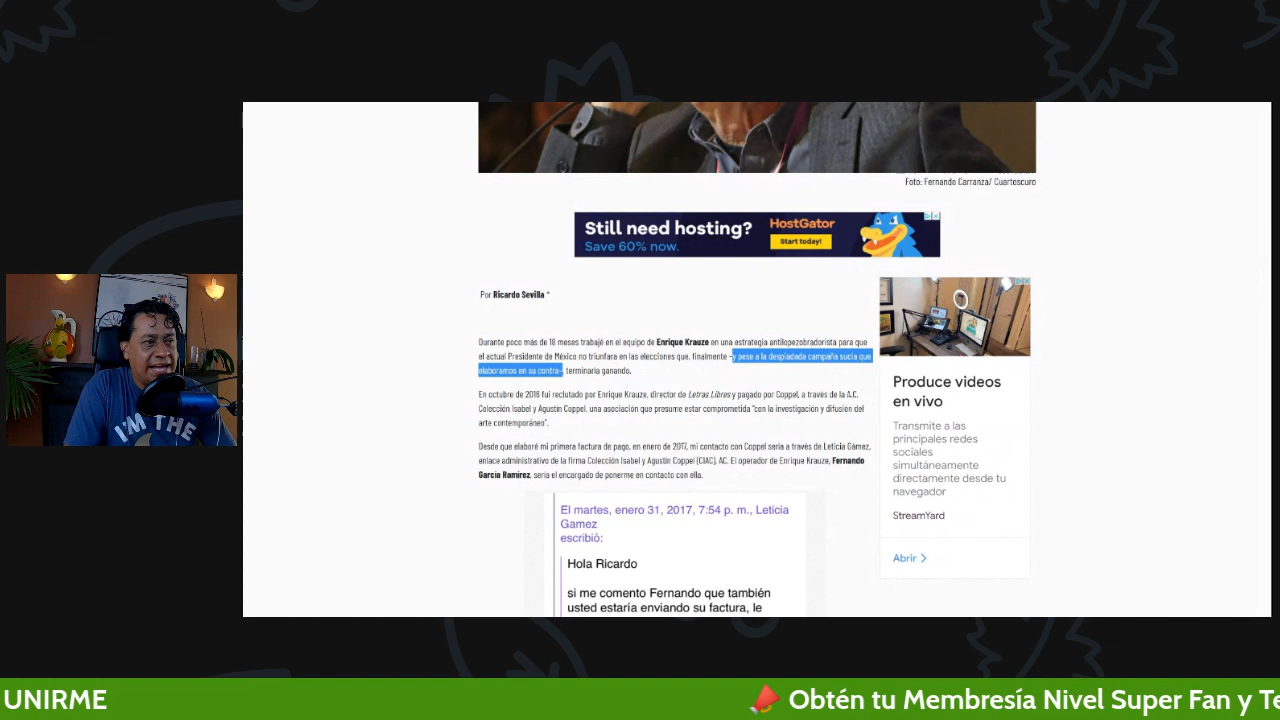 Foto: Fernando Carranza/ Cuartoscuro
Still need hosting?
Save 60% now.
HostGator
Start today!
Por Ricardo Sevilla *
Durante poco más de 18 meses trabajé en el equipo de Enrique Krauze en una estrategia antilopezobradorista para que
el actual Presidente de México no triunfara en las elecciones que, finalmente –y pese a la despiadada campaña sucia que
elaboramos en su contra–, terminaría ganando.
En octubre de 2016 fui reclutado por Enrique Krauze, director de Letras Libres y pagado por Coppel, a través de la A.C.
Colección Isabel y Agustín Coppel, una asociación que presume estar comprometida "con la investigación y difusión del
arte contemporáneo".
Desde que elaboré mi primera factura de pago, en enero de 2017, mi contacto con Coppel sería a través de Leticia Gámez,
enlace administrativo de la firma Colección Isabel y Agustín Coppel (CIAC), AC. El operador de Enrique Krauze, Fernando
García Ramírez, sería el encargado de ponerme en contacto con ella.
El martes, enero 31, 2017, 7:54 p. m., Leticia
Gamez
escribió:
Hola Ricardo
si me comento Fernando que también
usted estaría enviando su factura, le
Produce videos
en vivo
Transmite a las
principales redes
sociales
simultáneamente
directamente desde tu
navegador
StreamYard
Abrir
I'M THE
UNIRME
Obtén tu Membresía Nivel Super Fan y Te